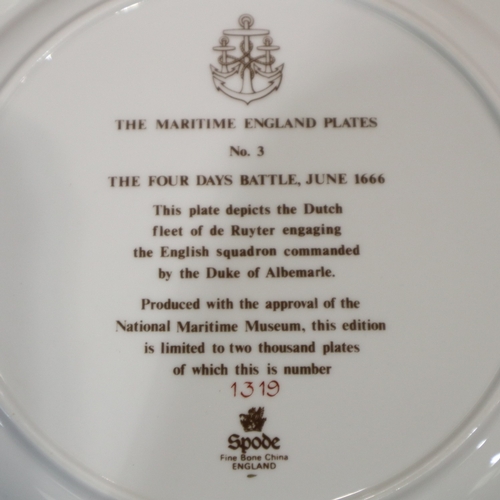 THE MARITIME ENGLAND PLATES
No. 3
THE FOUR DAYS BATTLE, JUNE 1666
This plate depicts the Dutch
fleet of de Ruyter engaging
the English squadron commanded
by the Duke of Albemarle.
Produced with the approval of the
National Maritime Museum, this edition
is limited to two thousand plates
of which this is number
1319
Spode
Fine Bone China
ENGLAND